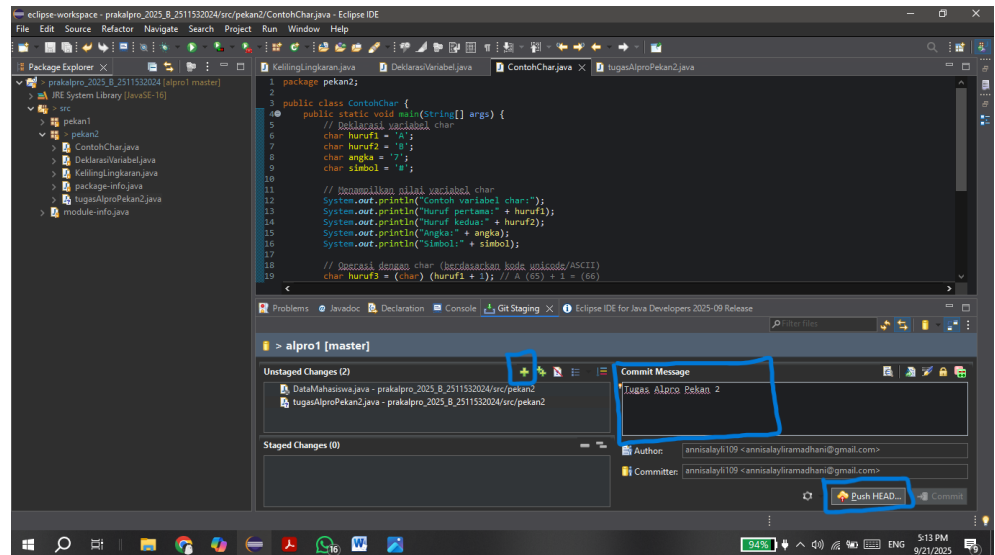 eclipse-workspace - prakalpro_2025_B_2511532024/src/pekan2/ContohChar.java - Eclipse IDE
File Edit Source Refactor Navigate Search Project Run Window Help
Package Explorer
KelilingLingkaran.java DeklarasiVariabel.java ContohChar.java tugasAlproPekan2.java
> prakalpro_2025_B_2511532024 [alpro1 master]
JRE System Library [JavaSE-16]
> src
pekan1
> pekan2
ContohChar.java
DeklarasiVariabel.java
KelilingLingkaran.java
package-info.java
tugasAlproPekan2.java
module-info.java
1 package pekan2;
2
3 public class ContohChar {
4 public static void main(String[] args) {
5 // Deklarasi variabel char
6 char huruf1 = 'A';
7 char huruf2 = 'B';
8 char angka = '7';
9 char simbol = '#';
10
11 // Menampilkan nilai variabel char
12 System.out.println("Contoh variabel char:");
13 System.out.println("Huruf pertama:" + huruf1);
14 System.out.println("Huruf kedua:" + huruf2);
15 System.out.println("Angka:" + angka);
16 System.out.println("Simbol:" + simbol);
17
18 // Operasi dengan char (berdasarkan kode unicode/ASCII)
19 char huruf3 = (char) (huruf1 + 1); // A (65) + 1 = (66)
Problems Javadoc Declaration Console Git Staging Eclipse IDE for Java Developers 2025-09 Release
Filter files
> alpro1 [master]
Unstaged Changes (2)
DataMahasiswa.java - prakalpro_2025_B_2511532024/src/pekan2
tugasAlproPekan2.java - prakalpro_2025_B_2511532024/src/pekan2
Staged Changes (0)
Commit Message
Tugas Alpro Pekan 2
Author: annisalayli109 <annisalayliramadhani@gmail.com>
Committer: annisalayli109 <annisalayliramadhani@gmail.com>
Push HEAD... Commit
94% ENG 5:13 PM
9/21/2025